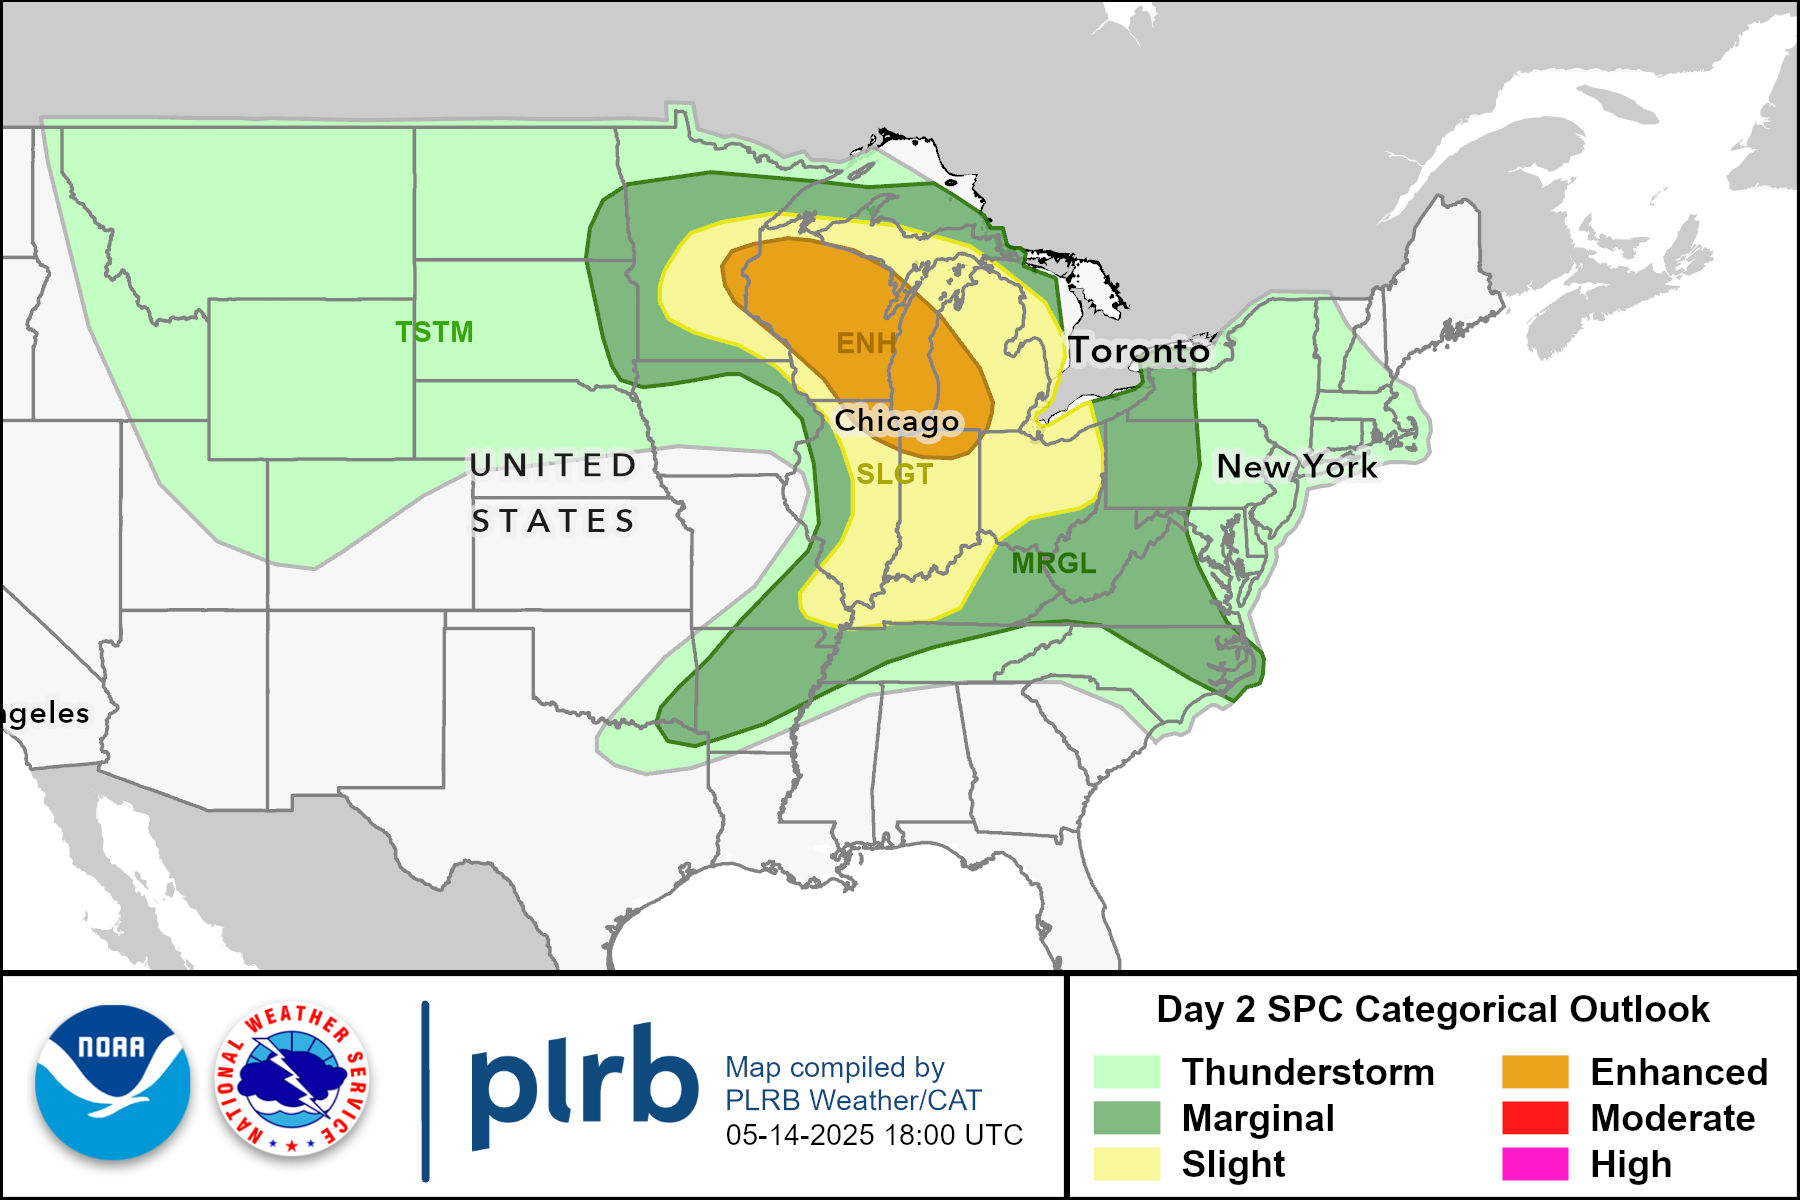 TSTM
ENH
Toronto
Chicago
SLGT
UNITED
STATES
New York
MRGL
ngeles
NOAA
NATIONAL WEATHER SERVICE
plrb
Map compiled by
PLRB Weather/CAT
05-14-2025 18:00 UTC
Day 2 SPC Categorical Outlook
Thunderstorm
Marginal
Slight
Enhanced
Moderate
High